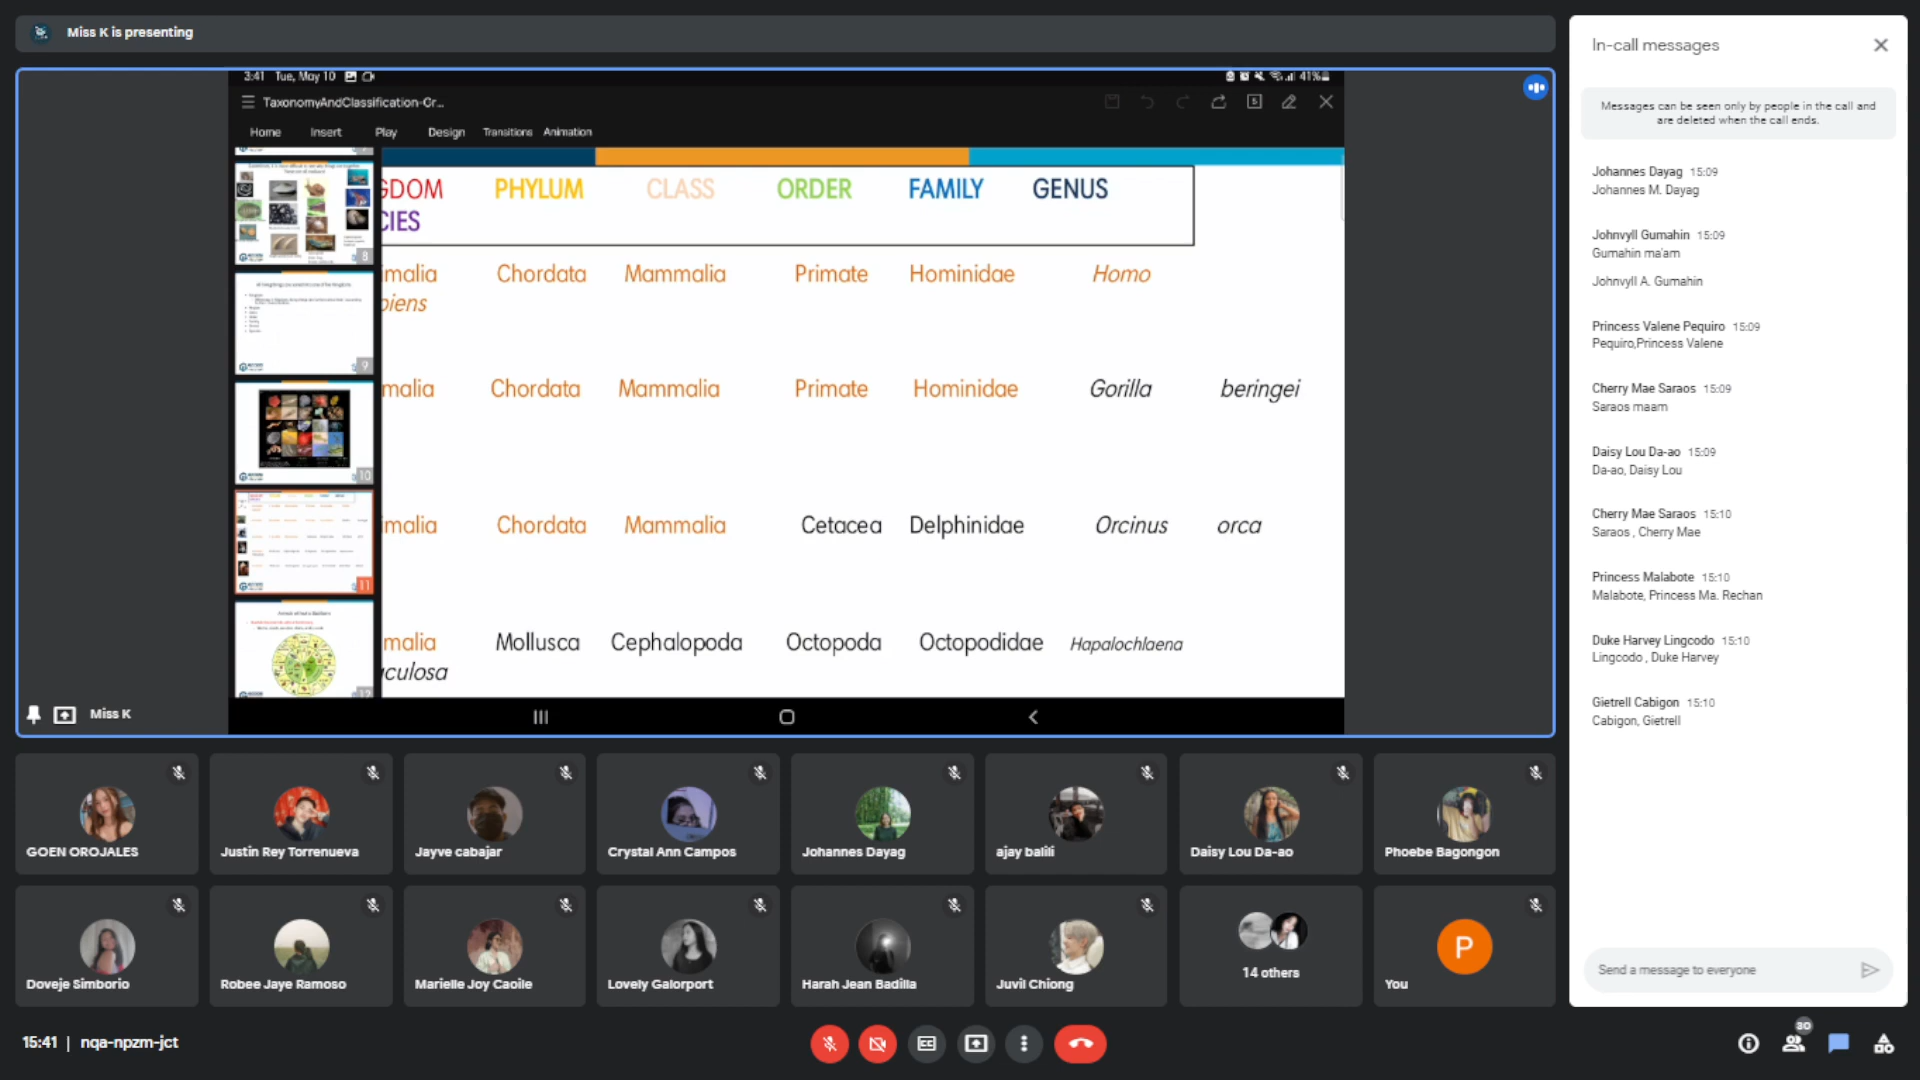 Miss K is presenting
3:41 Tue, May 10
41%
TaxonomyAndClassification-Gr...
Home Insert Play Design Transitions Animation
GDOM PHYLUM CLASS ORDER FAMILY GENUS
CIES
imalia Chordata Mammalia Primate Hominidae Homo
piens
malia Chordata Mammalia Primate Hominidae Gorilla beringei
imalia Chordata Mammalia Cetacea Delphinidae Orcinus orca
malia Mollusca Cephalopoda Octopoda Octopodidae Hapalochlaena
culosa
8
9
10
11
12
Miss K
GOEN OROJALES
Justin Rey Torrenueva
Jayve cabajar
Crystal Ann Campos
Johannes Dayag
ajay balili
Daisy Lou Da-ao
Phoebe Bagongon
Doveje Simborio
Robee Jaye Ramoso
Marielle Joy Caoile
Lovely Galorport
Harah Jean Badilla
Juvil Chiong
14 others
P
You
15:41 | nqa-npzm-jct
30
In-call messages
Messages can be seen only by people in the call and
are deleted when the call ends.
Johannes Dayag 15:09
Johannes M. Dayag
Johnvyll Gumahin 15:09
Gumahin ma'am
Johnvyll A. Gumahin
Princess Valene Pequiro 15:09
Pequiro,Princess Valene
Cherry Mae Saraos 15:09
Saraos maam
Daisy Lou Da-ao 15:09
Da-ao, Daisy Lou
Cherry Mae Saraos 15:10
Saraos , Cherry Mae
Princess Malabote 15:10
Malabote, Princess Ma. Rechan
Duke Harvey Lingcodo 15:10
Lingcodo , Duke Harvey
Gietrell Cabigon 15:10
Cabigon, Gietrell
Send a message to everyone